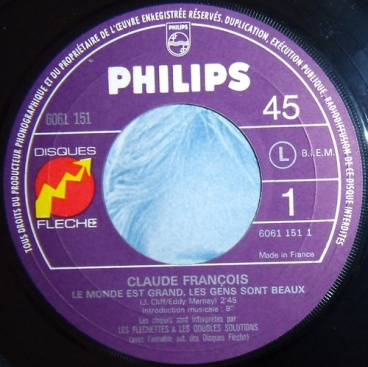 TOUS DROITS DU PRODUCTEUR PHONOGRAPHIQUE ET DU PROPRIÉTAIRE DE L'ŒUVRE ENREGISTRÉE RÉSERVÉS. DUPLICATION, EXÉCUTION PUBLIQUE, RADIODIFFUSION DE CE DISQUE INTERDITES
PHILIPS
PHILIPS
6061 151
45
DISQUES
FLECHE
L
B.I.E.M.
1
6061 151 1
Made in France
CLAUDE FRANÇOIS
LE MONDE EST GRAND, LES GENS SONT BEAUX
(J. Cliff/Eddy Marnay) 2'45
Introduction musicale : 9"
Les chœurs sont interprétés par
LES FLECHETTES & LES DOUBLES SOLUTIONS
(avec l'aimable aut. des Disques Flèche)